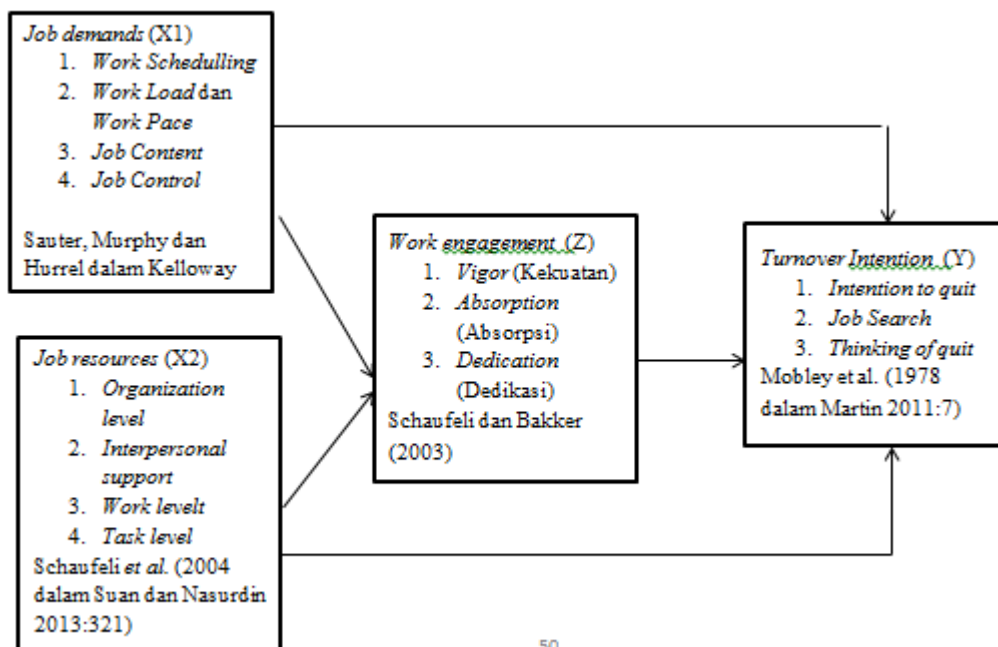 Job demands (X1)
1. Work Schedulling
2. Work Load dan
Work Pace
3. Job Content
4. Job Control
Sauter, Murphy dan
Hurrel dalam Kelloway
Job resources (X2)
1. Organization
level
2. Interpersonal
support
3. Work levelt
4. Task level
Schaufeli et al. (2004
dalam Suan dan Nasurdin
2013:321)
Work engagement (Z)
1. Vigor (Kekuatan)
2. Absorption
(Absorpsi)
3. Dedication
(Dedikasi)
Schaufeli dan Bakker
(2003)
Turnover Intention (Y)
1. Intention to quit
2. Job Search
3. Thinking of quit
Mobley et al. (1978
dalam Martin 2011:7)
50